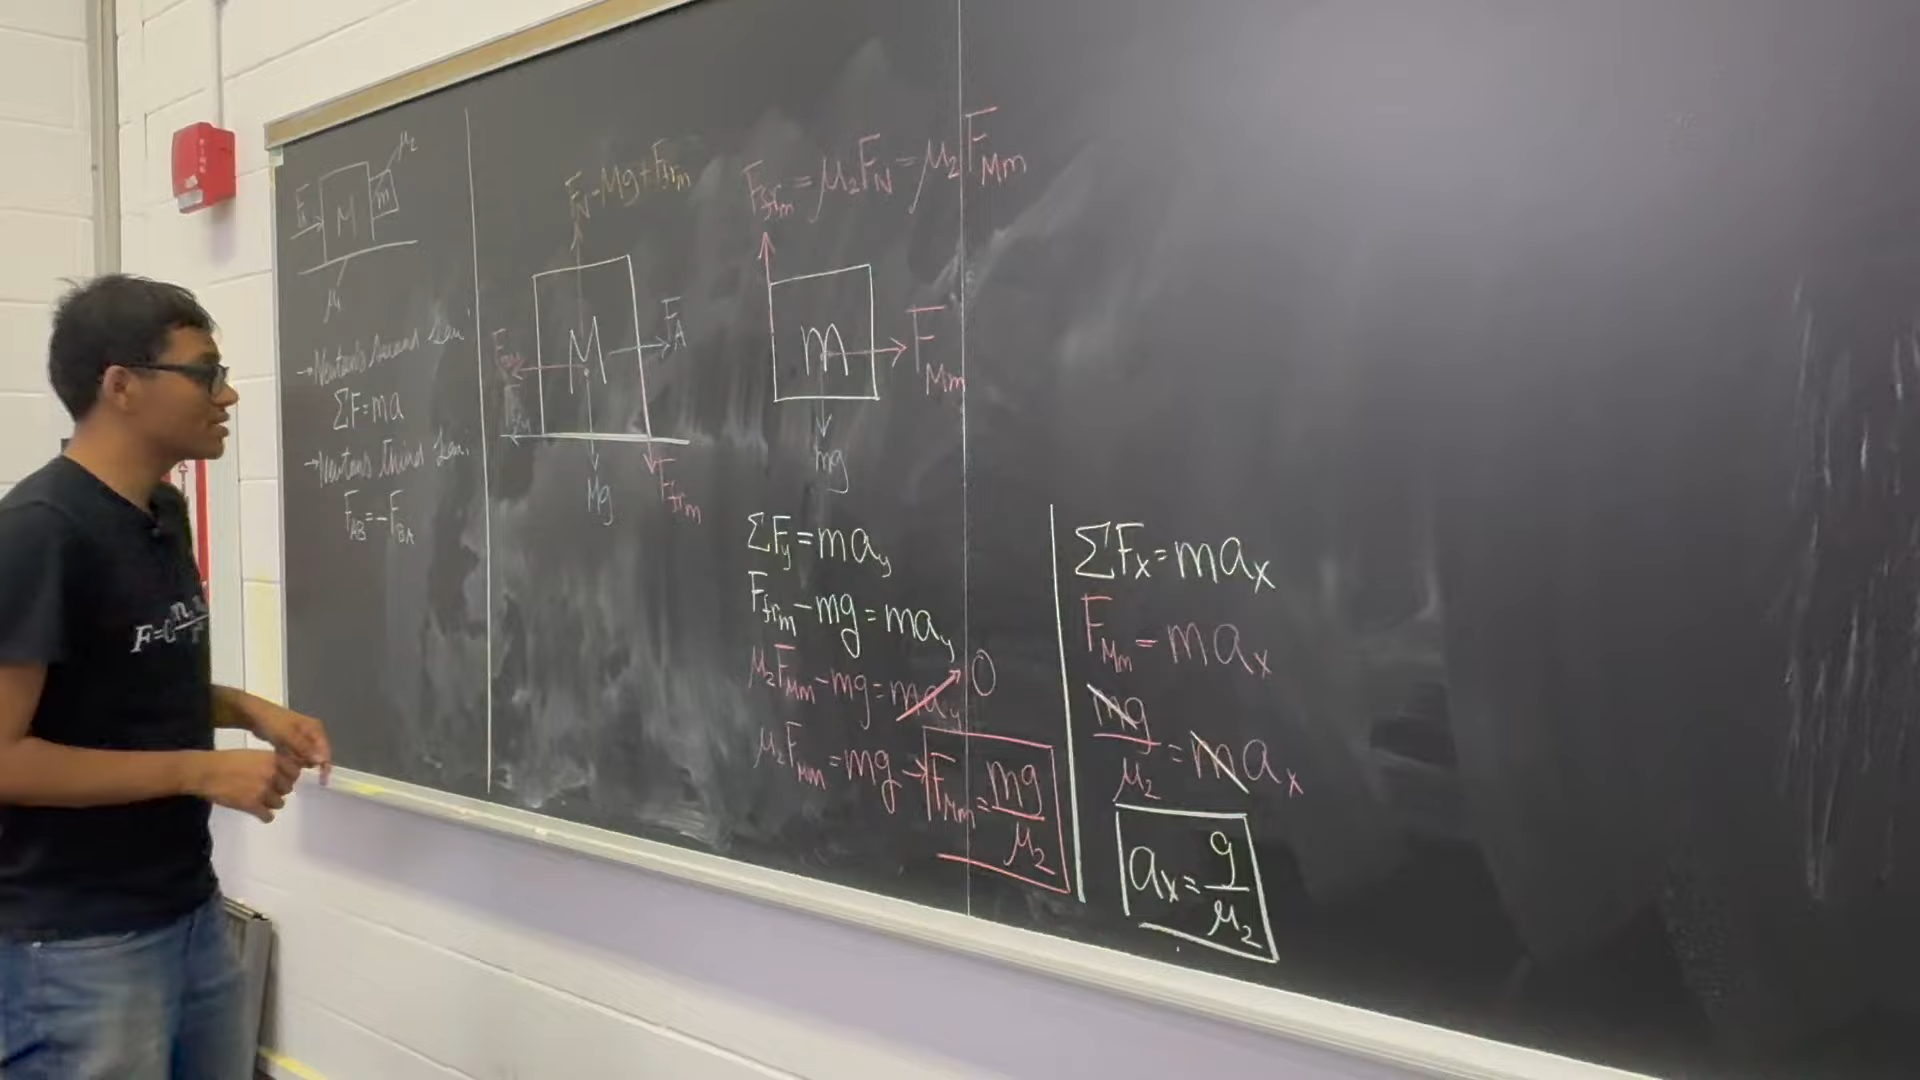 μ₂
F_A
M
m
μ₁
→Newton's second Law:
ΣF=ma
→Newton's third Law:
F_AB=-F_BA
F_N=Mg+F_frm
M
F_A
Mg
F_frm
F_frm=μ₂F_N=μ₂F_Mm
m
F_Mm
mg
ΣF_y=ma_y
F_frm-mg=ma_y
μ₂F_Mm-mg=ma_y 0
μ₂F_Mm=mg→F_Mm=mg/μ₂
ΣF_x=ma_x
F_Mm=ma_x
mg/μ₂=ma_x
a_x=g/μ₂
FIRE